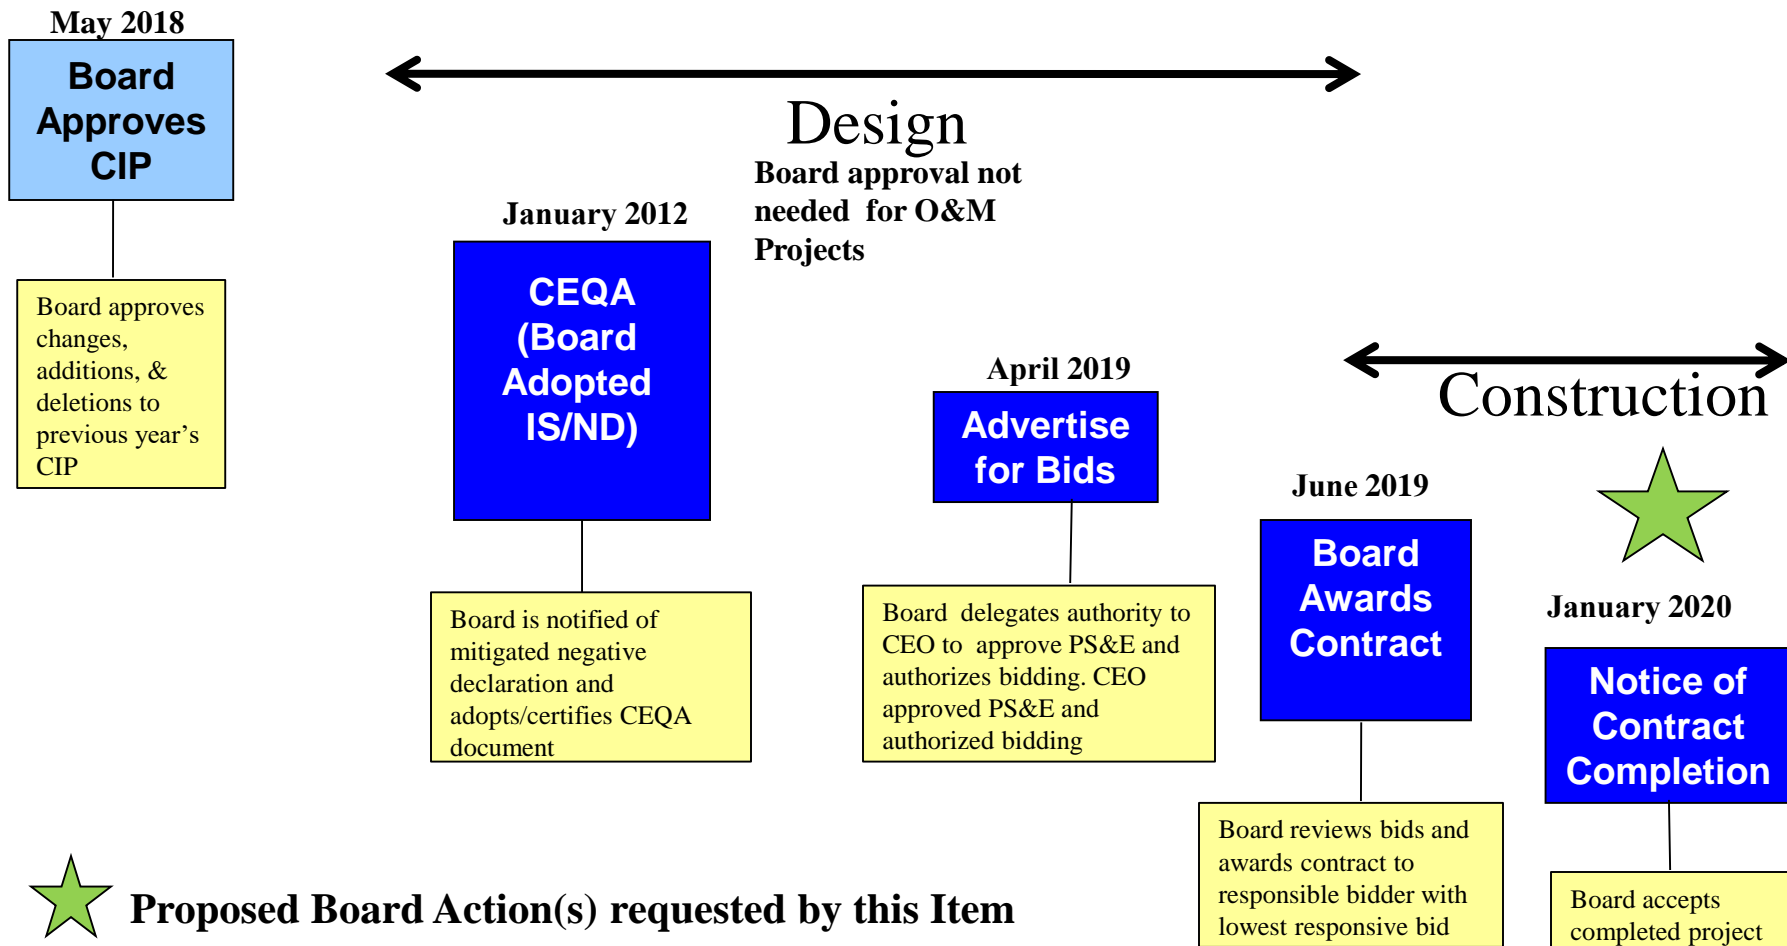 May 2018
Board
Approves
CIP
Board approves
changes,
additions, &
deletions to
previous year's
CIP
Design
Board approval not
needed for O&M
Projects
January 2012
CEQA
(Board
Adopted
IS/ND)
Board is notified of
mitigated negative
declaration and
adopts/certifies CEQA
document
April 2019
Advertise
for Bids
Board delegates authority to
CEO to approve PS&E and
authorizes bidding. CEO
approved PS&E and
authorized bidding
Construction
June 2019
Board
Awards
Contract
Board reviews bids and
awards contract to
responsible bidder with
lowest responsive bid
January 2020
Notice of
Contract
Completion
Board accepts
completed project
Proposed Board Action(s) requested by this Item